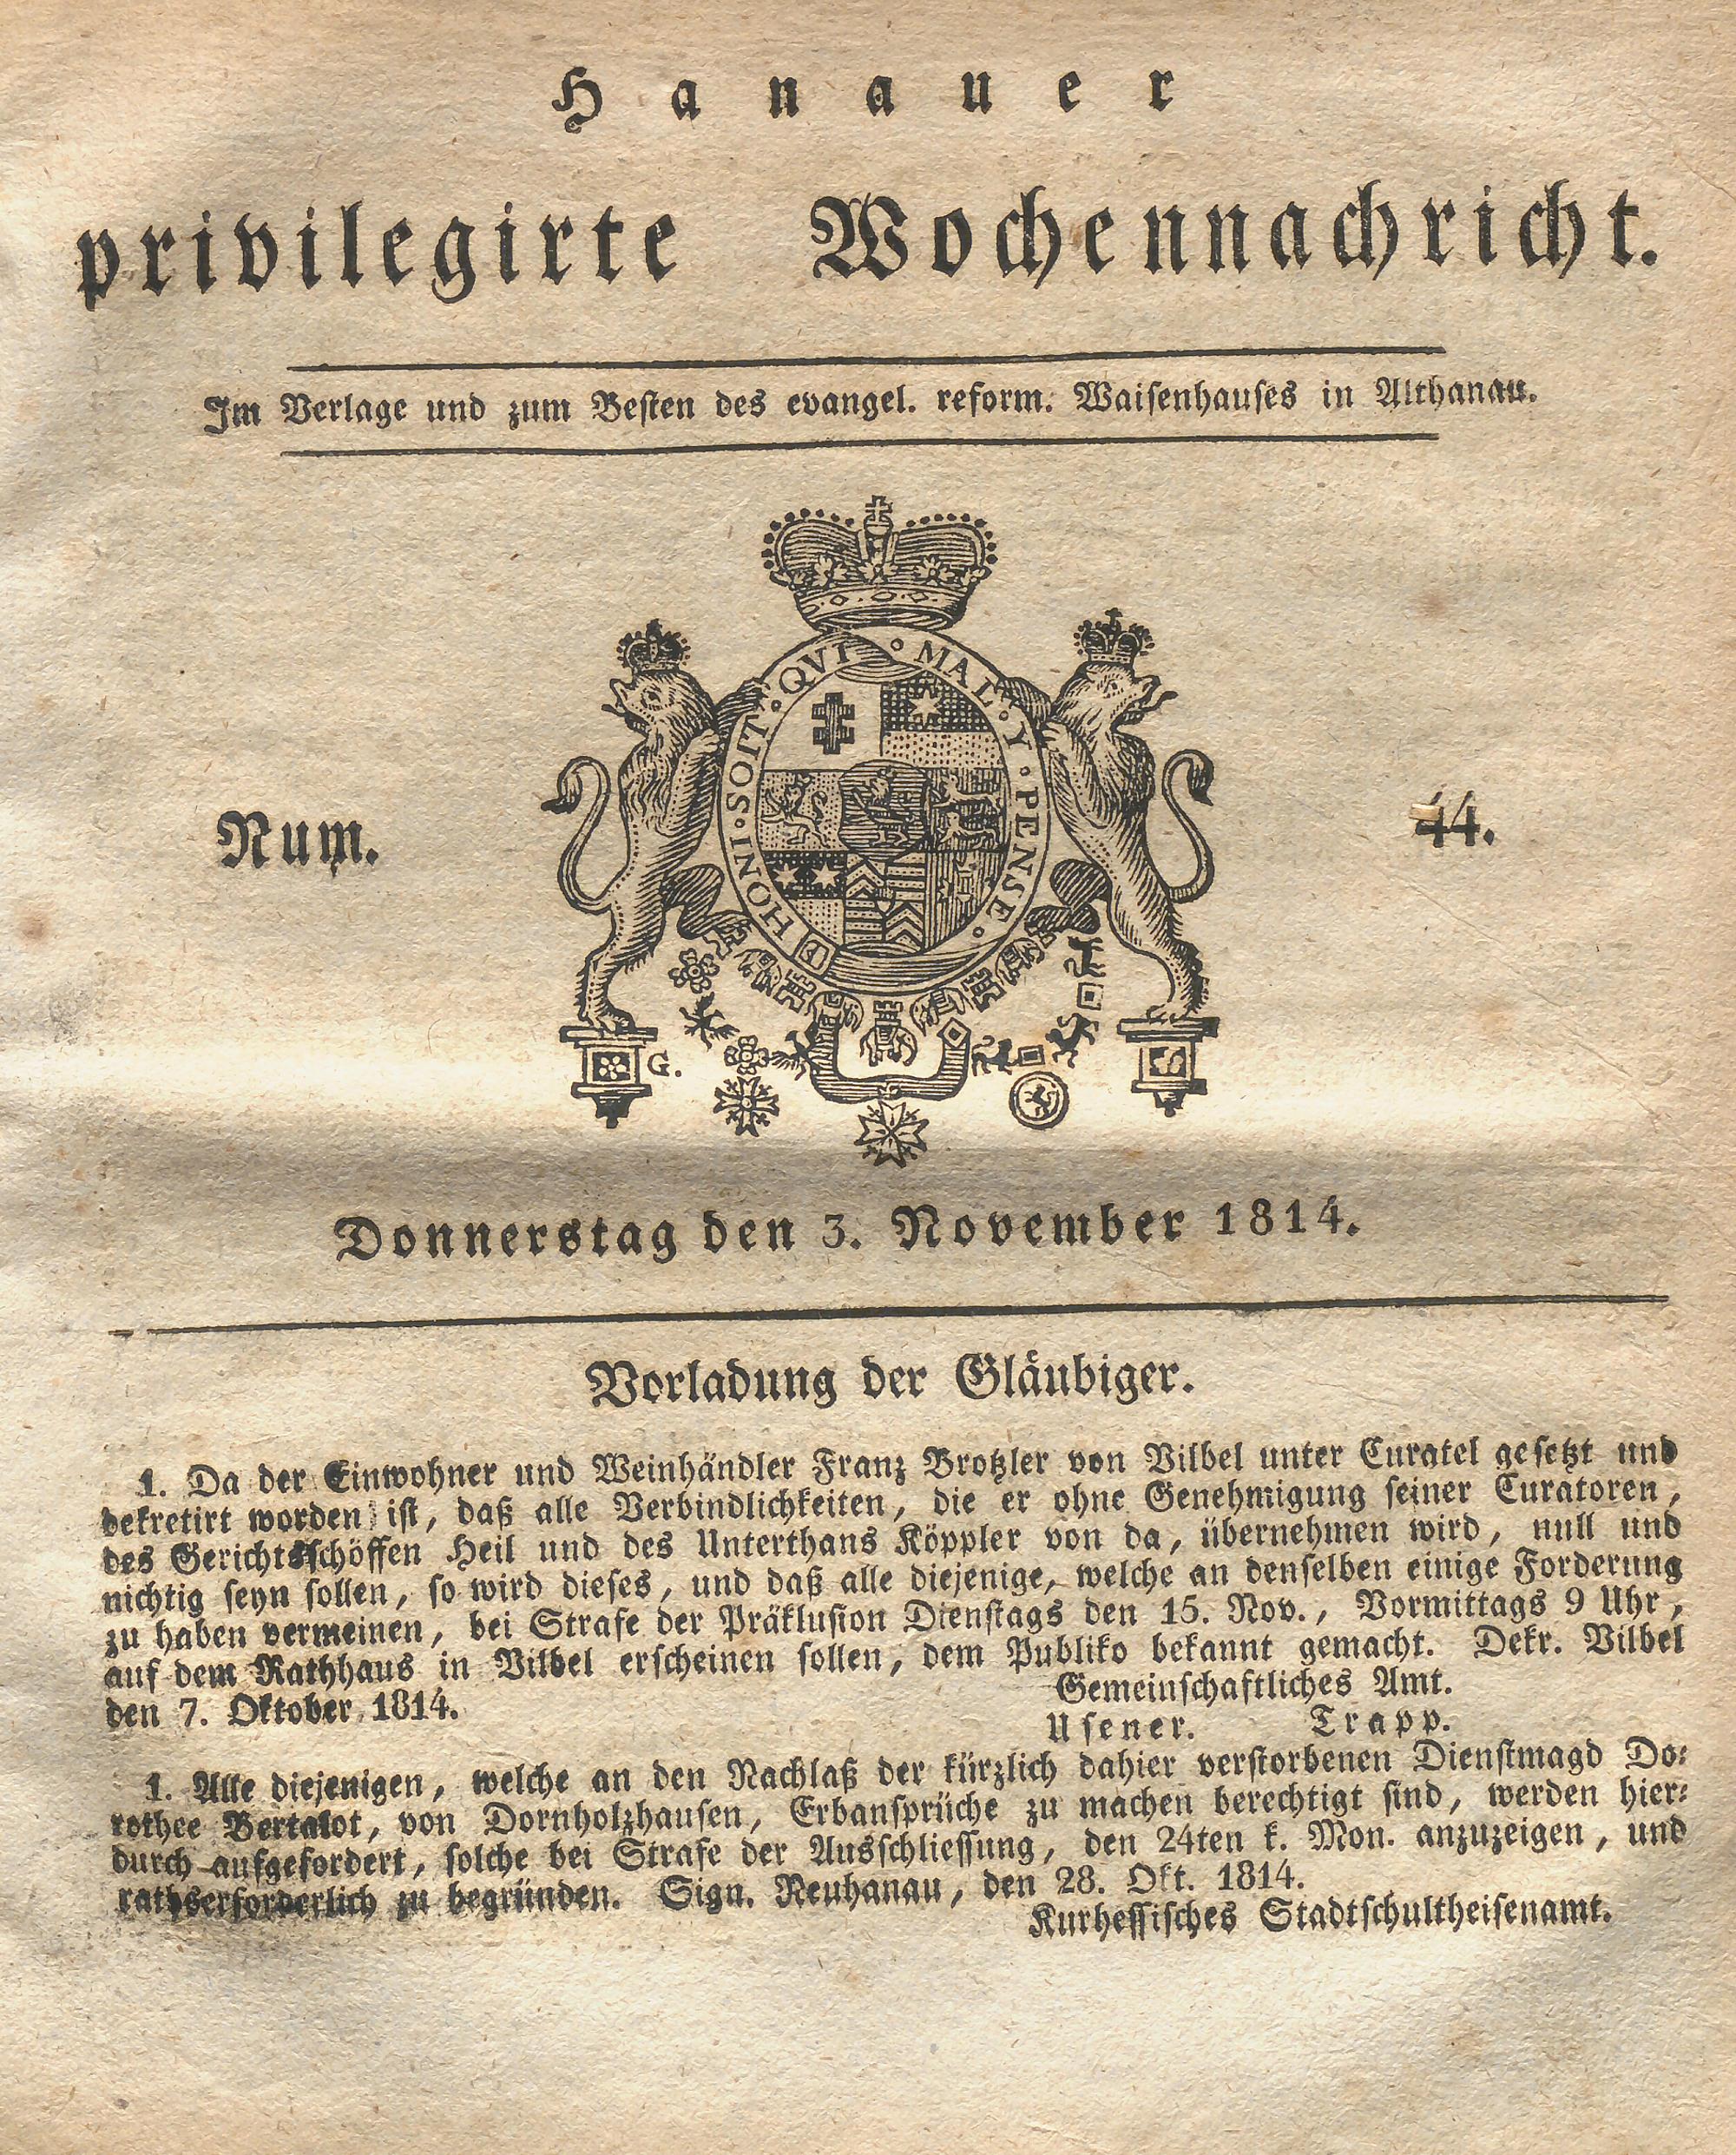 Hanauer
privilegirte Wochennachricht.
Im Verlage und zum Besten des evangel. reform. Waisenhauses in Althanau.
HONI·SOIT·QVI·MAL·Y·PENSE·
Num. 44.
G.
Donnerstag den 3. November 1814.
Vorladung der Gläubiger.
1. Da der Einwohner und Weinhändler Franz Brotzler von Vilbel unter Curatel gesetzt und
dekretirt worden ist, daß alle Verbindlichkeiten, die er ohne Genehmigung seiner Curatoren,
des Gerichtsschöffen Heil und des Unterthans Köppler von da, übernehmen wird, null und
nichtig seyn sollen, so wird dieses, und daß alle diejenige, welche an denselben einige Forderung
zu haben vermeinen, bei Strafe der Präklusion Dienstags den 15. Nov., Vormittags 9 Uhr,
auf dem Rathhaus in Vilbel erscheinen sollen, dem Publiko bekannt gemacht. Dekr. Vilbel
den 7. Oktober 1814. Gemeinschaftliches Amt.
Usener. Trapp.
1. Alle diejenigen, welche an den Nachlaß der kürzlich dahier verstorbenen Dienstmagd Do-
rothee Bertalot, von Dornholzhausen, Erbansprüche zu machen berechtigt sind, werden hier-
durch aufgefordert, solche bei Strafe der Ausschliessung, den 24ten k. Mon. anzuzeigen, und
rathserforderlich zu begründen. Sign. Neuhanau, den 28. Okt. 1814.
Kurhessisches Stadtschultheisenamt.